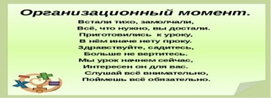 Организационный момент.
Встали тихо, замолчали,
Всё, что нужно, вы достали.
Приготовились к уроку,
В нём иначе нету проку.
Здравствуйте, садитесь,
Больше не вертитесь.
Мы урок начнем сейчас,
Интересен он для вас.
Слушай всё внимательно,
Поймешь всё обязательно.